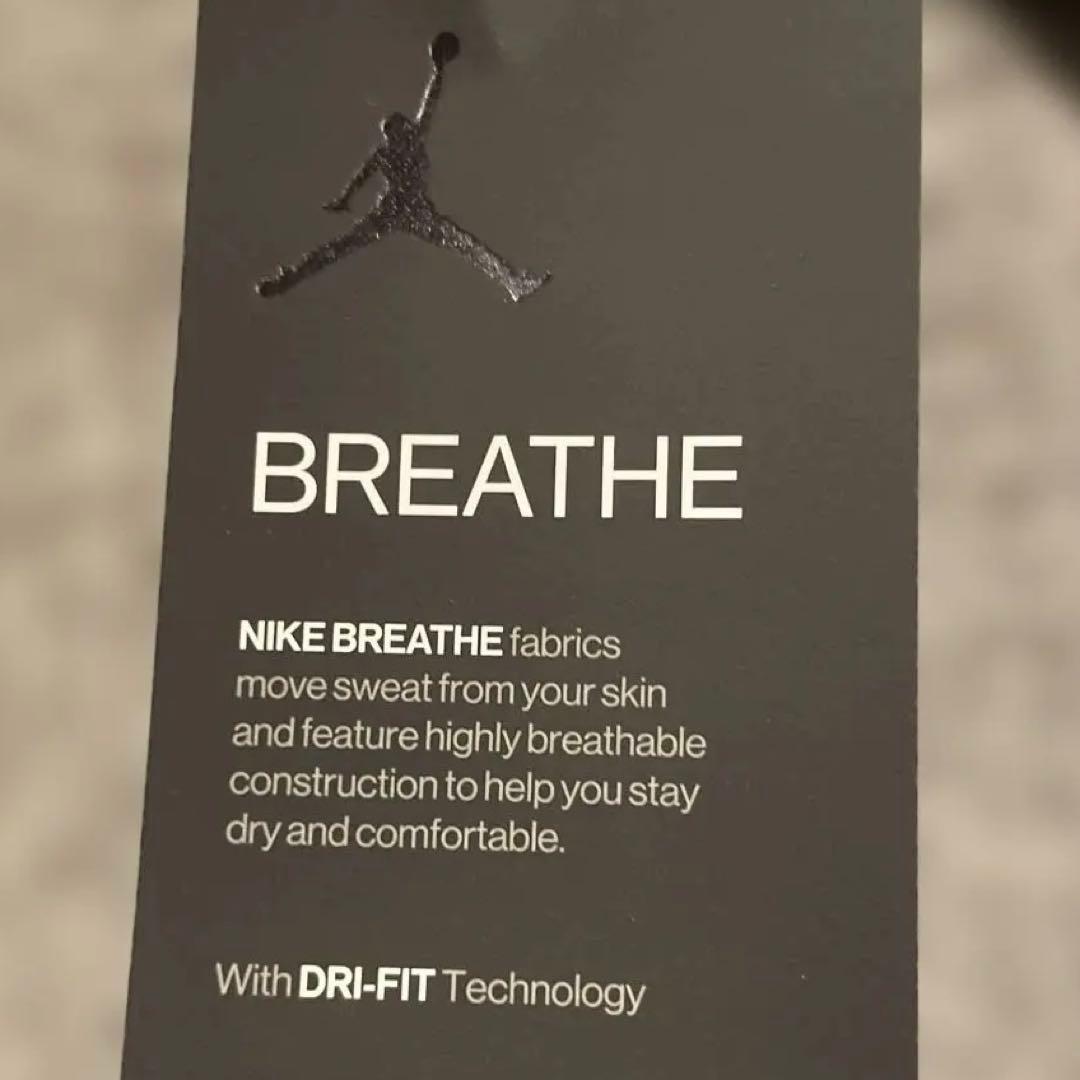 BREATHE
NIKE BREATHE fabrics
move sweat from your skin
and feature highly breathable
construction to help you stay
dry and comfortable.
With DRI-FIT Technology